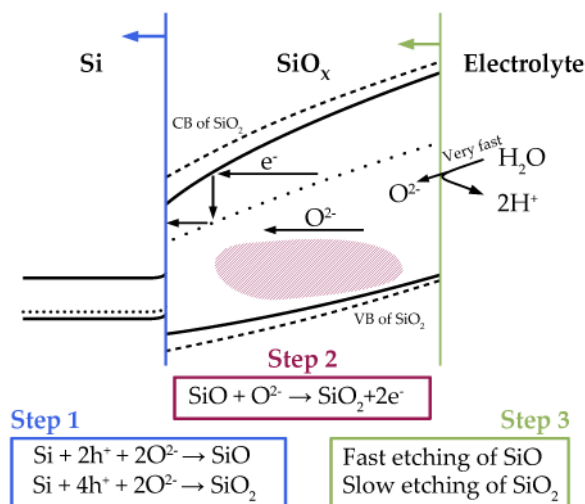 Si
SiOₓ
Electrolyte
CB of SiO₂
e⁻
Very fast
H₂O
O²⁻
2H⁺
O²⁻
VB of SiO₂
Step 2
SiO + O²⁻ → SiO₂+2e⁻
Step 1
Si + 2h⁺ + 2O²⁻ → SiO
Si + 4h⁺ + 2O²⁻ → SiO₂
Step 3
Fast etching of SiO
Slow etching of SiO₂